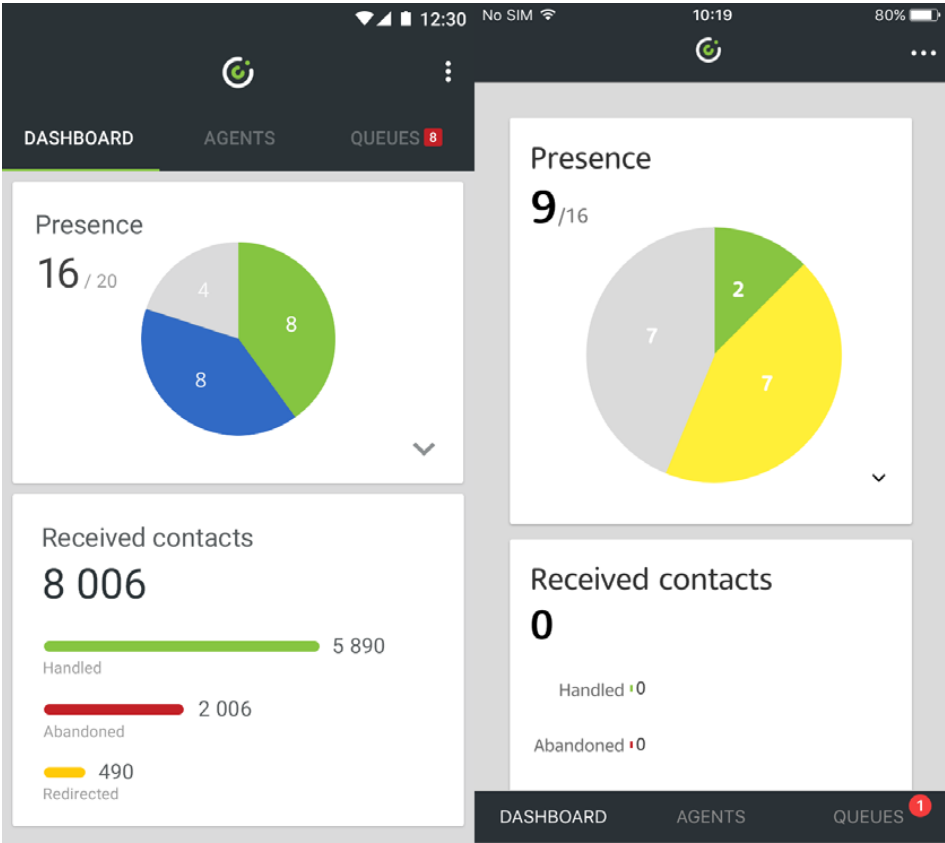 12:30
DASHBOARD AGENTS QUEUES 8
Presence
16 / 20
4
8
8
Received contacts
8 006
5 890
Handled
2 006
Abandoned
490
Redirected
No SIM 10:19 80%
Presence
9/16
2
7
7
Received contacts
0
Handled 0
Abandoned 0
DASHBOARD AGENTS QUEUES 1